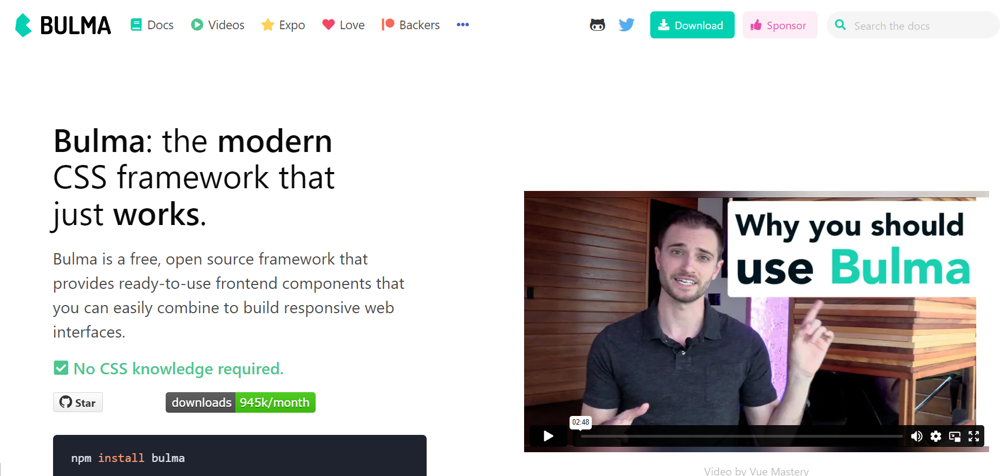 BULMA
Docs
Videos
Expo
Love
Backers
Download
Sponsor
Search the docs
Bulma: the modern
CSS framework that
just works.
Bulma is a free, open source framework that
provides ready-to-use frontend components that
you can easily combine to build responsive web
interfaces.
No CSS knowledge required.
Star
downloads 945k/month
npm install bulma
Why you should
use Bulma
02:48
Video by Vue Mastery